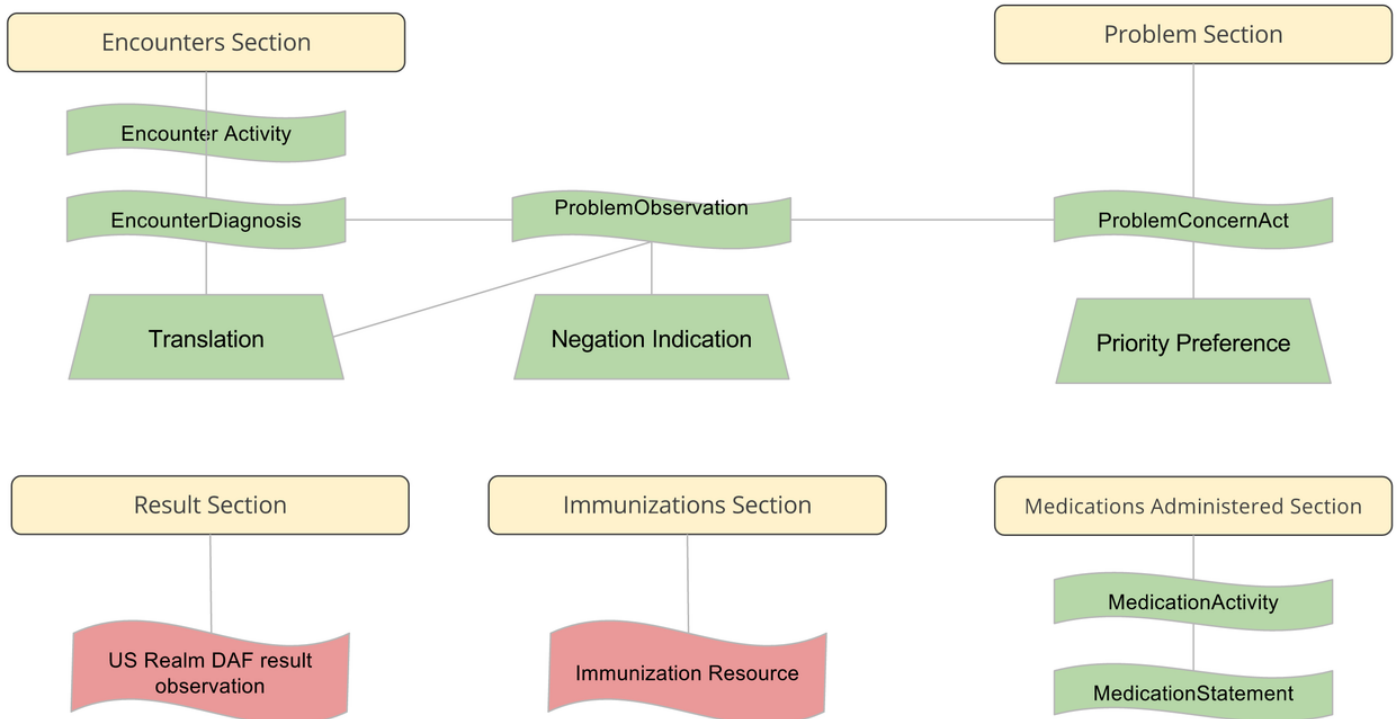 Encounters Section
Problem Section
Encounter Activity
EncounterDiagnosis
ProblemObservation
ProblemConcernAct
Translation
Negation Indication
Priority Preference
Result Section
Immunizations Section
Medications Administered Section
MedicationActivity
US Realm DAF result
observation
Immunization Resource
MedicationStatement